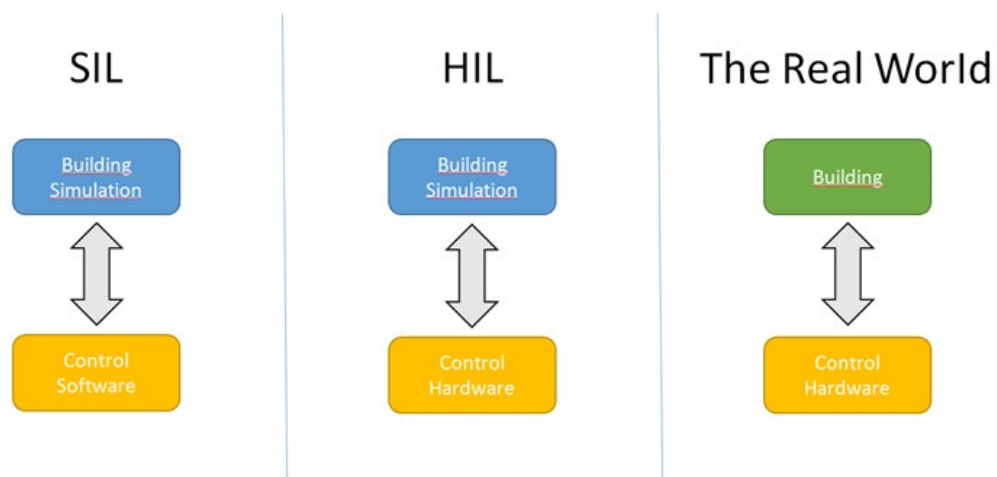 SIL
Building
Simulation
Control
Software
HIL
Building
Simulation
Control
Hardware
The Real World
Building
Control
Hardware